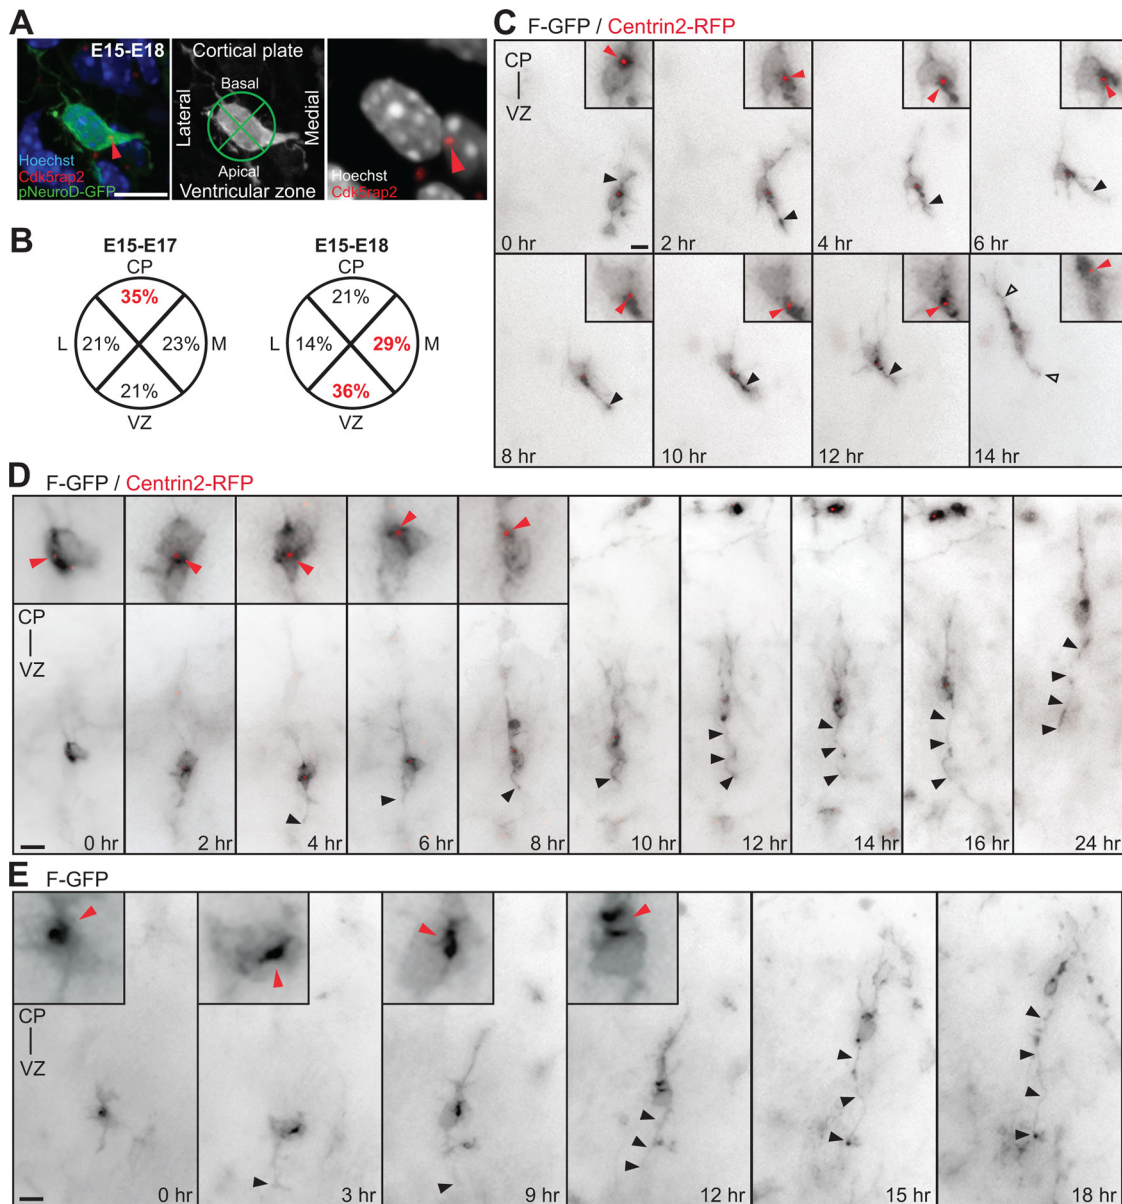 A
E15-E18
Hoechst
Cdk5rap2
pNeuroD-GFP
Cortical plate
Basal
Lateral
Medial
Apical
Ventricular zone
Hoechst
Cdk5rap2
B
E15-E17
CP
35%
L
21%
23%
M
21%
VZ
E15-E18
CP
21%
L
14%
29%
M
36%
VZ
C
F-GFP / Centrin2-RFP
CP
VZ
0 hr
2 hr
4 hr
6 hr
8 hr
10 hr
12 hr
14 hr
D
F-GFP / Centrin2-RFP
CP
VZ
0 hr
2 hr
4 hr
6 hr
8 hr
10 hr
12 hr
14 hr
16 hr
24 hr
E
F-GFP
CP
VZ
0 hr
3 hr
9 hr
12 hr
15 hr
18 hr